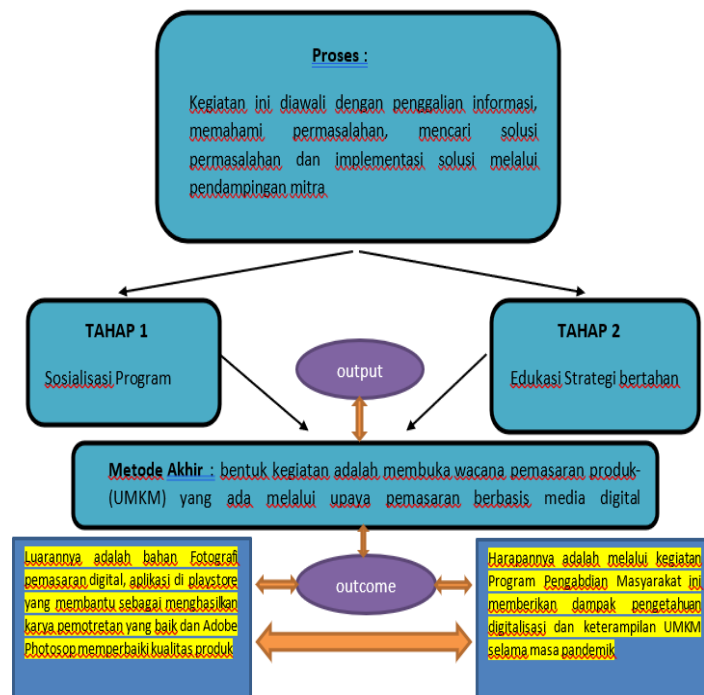 Proses :
Kegiatan ini diawali dengan penggalian informasi,
memahami permasalahan, mencari solusi
permasalahan dan implementasi solusi melalui
pendampingan mitra
TAHAP 1
Sosialisasi Program
TAHAP 2
Edukasi Strategi bertahan
output
Metode Akhir : bentuk kegiatan adalah membuka wacana pemasaran produk-
(UMKM) yang ada melalui upaya pemasaran berbasis media digital
Luarannya adalah bahan Fotografi
pemasaran digital, aplikasi di playstore
yang membantu sebagai menghasilkan
karya pemotretan yang baik dan Adobe
Photosop memperbaiki kualitas produk
outcome
Harapannya adalah melalui kegiatan
Program Pengabdian Masyarakat ini
memberikan dampak pengetahuan
digitalisasi dan keterampilan UMKM
selama masa pandemik